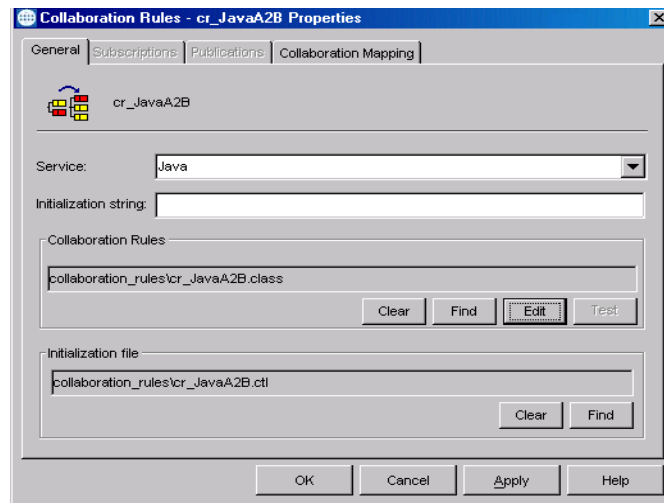 Collaboration Rules - cr_JavaA2B Properties
General Subscriptions Publications Collaboration Mapping
cr_JavaA2B
Service: Java
Initialization string:
Collaboration Rules
collaboration_rules\cr_JavaA2B.class
Clear Find Edit Test
Initialization file
collaboration_rules\cr_JavaA2B.ctl
Clear Find
OK Cancel Apply Help